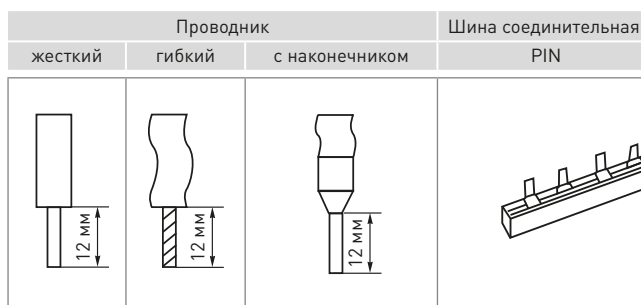 Проводник Шина соединительная
жесткий гибкий с наконечником PIN
12 мм 12 мм 12 мм